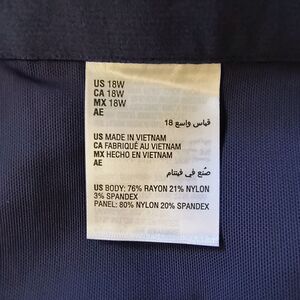 US 18W
CA 18W
MX 18W
AE
قياس واسع 18
US MADE IN VIETNAM
CA FABRIQUÉ AU VIETNAM
MX HECHO EN VIETNAM
AE
صُنع في فيتنام
US BODY: 76% RAYON 21% NYLON
3% SPANDEX
PANEL: 80% NYLON 20% SPANDEX